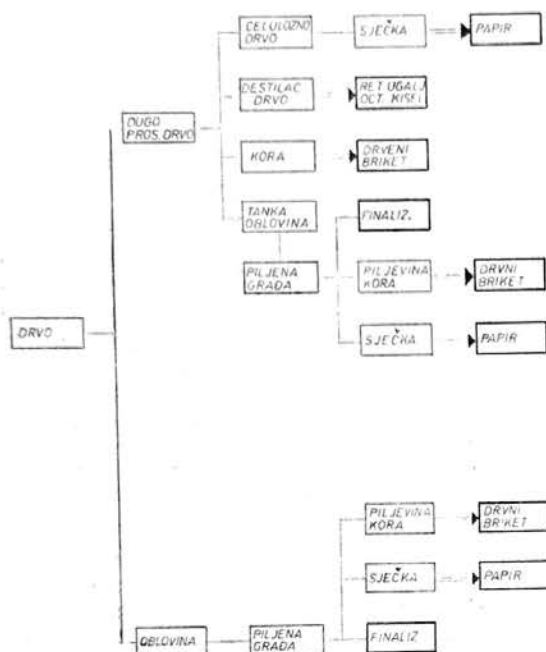 CELULOZNO
DRVO
SJEČKA
PAPIR
DESTILAC
DRVO
RET UGALJ
OCT. KISEL
DUGO
PROS. DRVO
KORA
DRVENI
BRIKET
TANKA
OBLOVINA
FINALIZ.
PILJENA
GRAĐA
PILJEVINA
KORA
DRVNI
BRIKET
DRVO
SJEČKA
PAPIR
PILJEVINA
KORA
DRVNI
BRIKET
SJEČKA
PAPIR
OBLOVINA
PILJENA
GRAĐA
FINALIZ